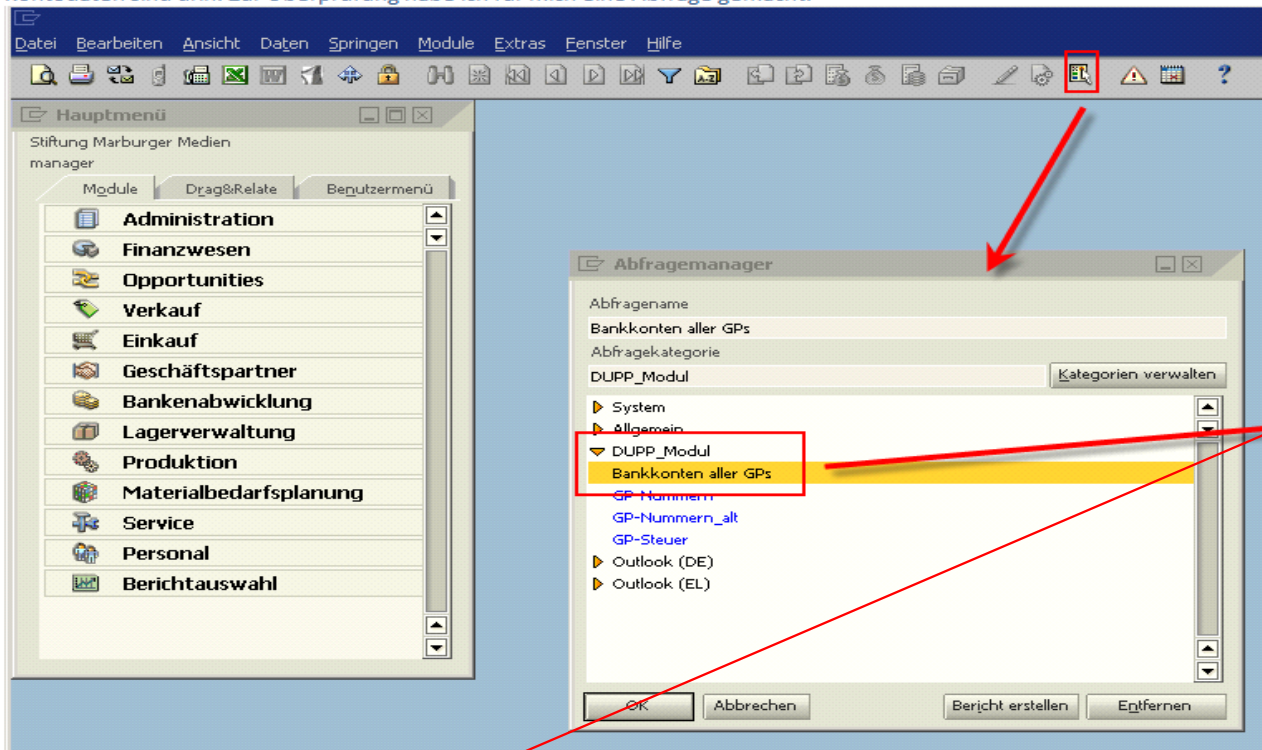 Datei Bearbeiten Ansicht Daten Springen Module Extras Fenster Hilfe
Hauptmenü
Stiftung Marburger Medien
manager
Module Drag&Relate Benutzermenü
Administration
Finanzwesen
Opportunities
Verkauf
Einkauf
Geschäftspartner
Bankenabwicklung
Lagerverwaltung
Produktion
Materialbedarfsplanung
Service
Personal
Berichtauswahl
Abfragemanager
Abfragename
Bankkonten aller GPs
Abfragekategorie
DUPP_Modul Kategorien verwalten
System
Allgemein
DUPP_Modul
Bankkonten aller GPs
GP-Nummern
GP-Nummern_alt
GP-Steuer
Outlook (DE)
Outlook (EL)
OK Abbrechen Bericht erstellen Entfernen